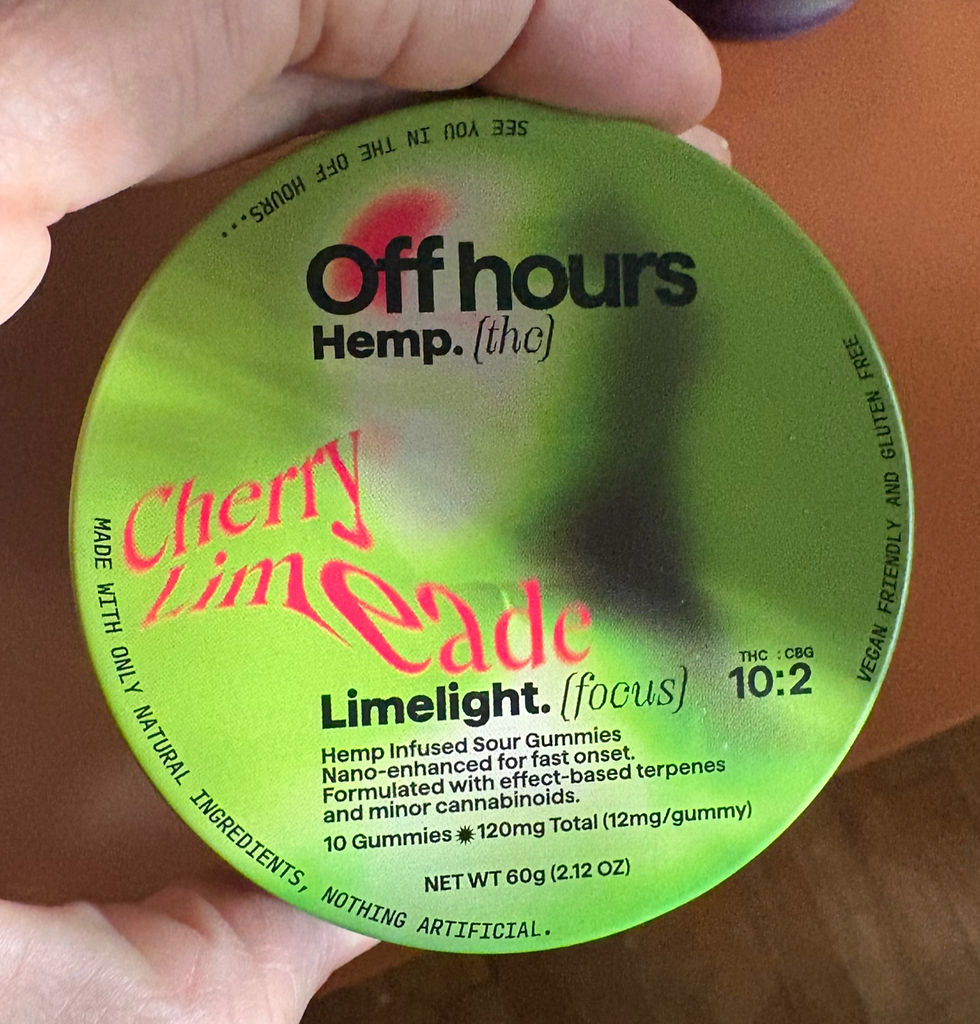 SEE YOU IN THE OFF HOURS...
Off hours
Hemp. [thc]
Cherry
Limeade
Limelight. [focus]
THC : CBG
10:2
Hemp Infused Sour Gummies
Nano-enhanced for fast onset.
Formulated with effect-based terpenes
and minor cannabinoids.
10 Gummies ✹ 120mg Total (12mg/gummy)
NET WT 60g (2.12 OZ)
MADE WITH ONLY NATURAL INGREDIENTS, NOTHING ARTIFICIAL.
VEGAN FRIENDLY AND GLUTEN FREE